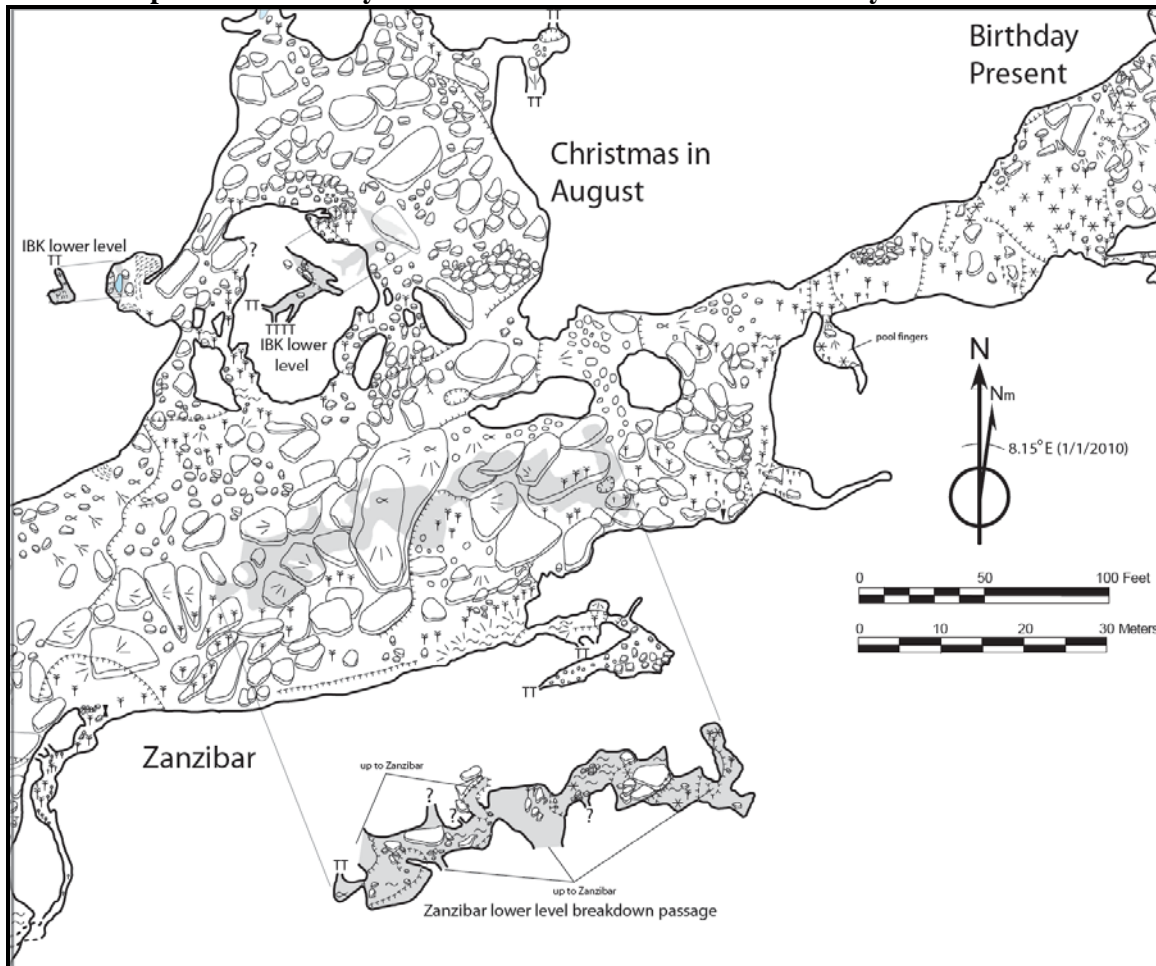 Birthday
Present
TT
Christmas in
August
IBK lower level
TT
?
TT
TT TT
IBK lower
level
pool fingers
N
Nm
8.15°E (1/1/2010)
0 50 100 Feet
0 10 20 30 Meters
TT
TT
Zanzibar
up to Zanzibar
?
?
?
TT
up to Zanzibar
Zanzibar lower level breakdown passage